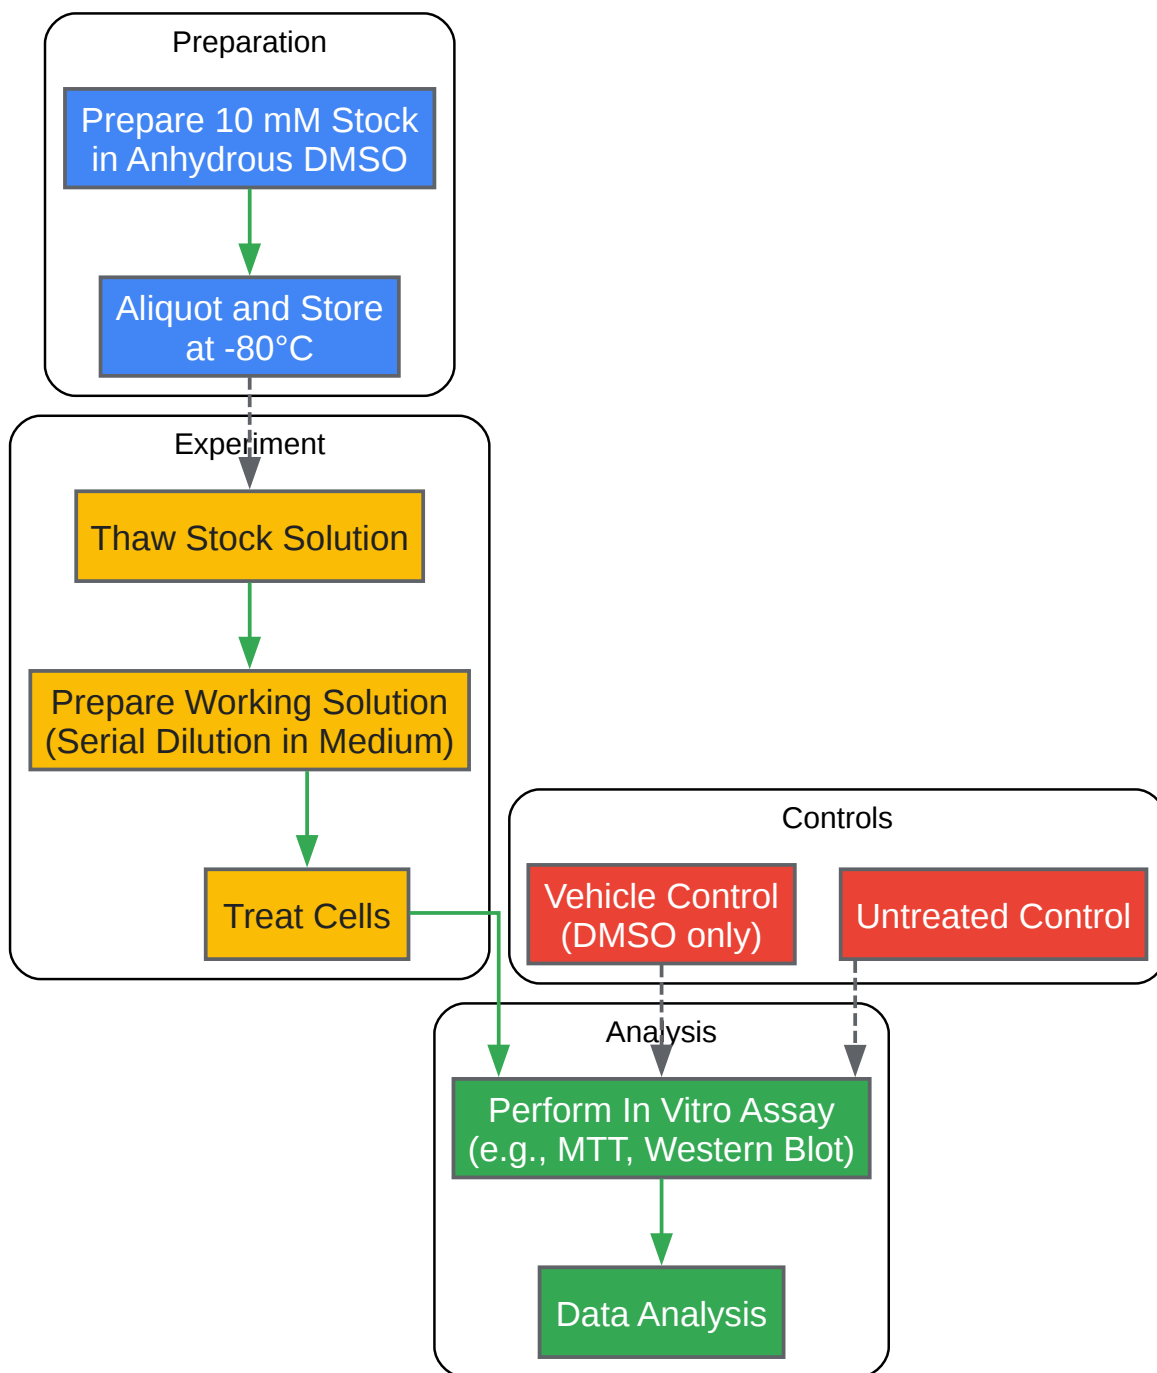 Preparation
Prepare 10 mM Stock
in Anhydrous DMSO
Aliquot and Store
at -80°C
Experiment
Thaw Stock Solution
Prepare Working Solution
(Serial Dilution in Medium)
Treat Cells
Controls
Vehicle Control
(DMSO only)
Untreated Control
Analysis
Perform In Vitro Assay
(e.g., MTT, Western Blot)
Data Analysis